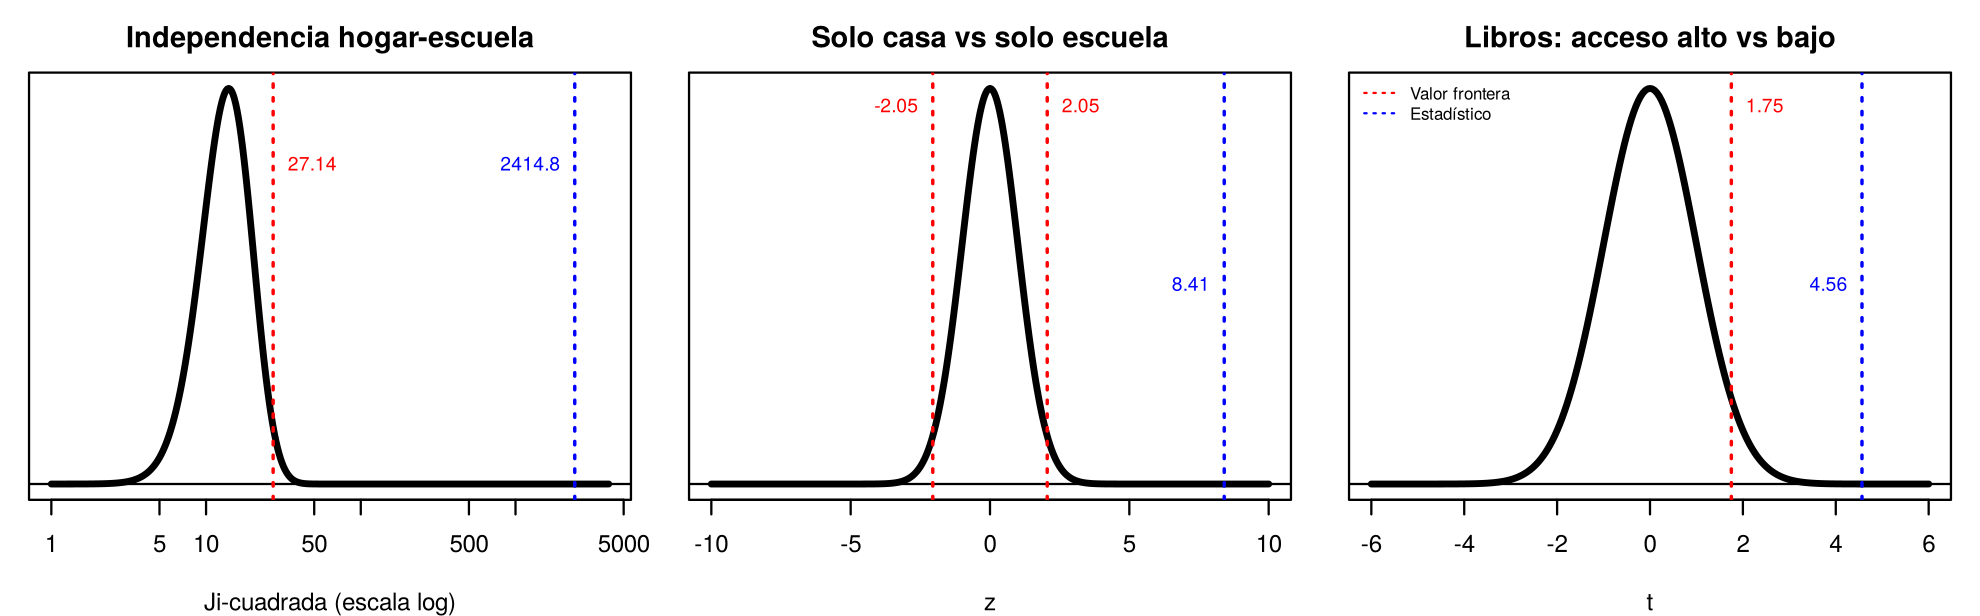 Independencia hogar-escuela
27.14
2414.8
1 5 10 50 500 5000
Ji-cuadrada (escala log)
Solo casa vs solo escuela
-2.05
2.05
8.41
-10 -5 0 5 10
z
Libros: acceso alto vs bajo
Valor frontera
Estadístico
1.75
4.56
-6 -4 -2 0 2 4 6
t